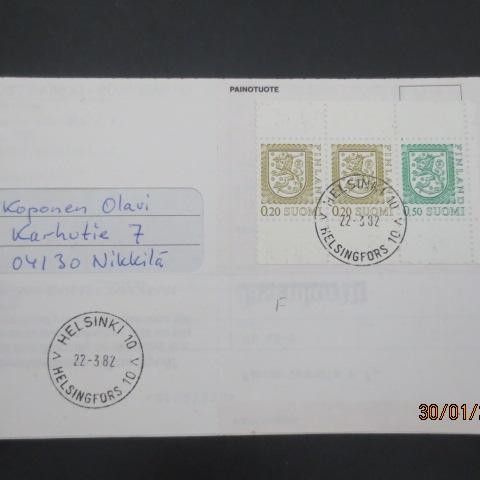 PAINOTUOTE
FINLAND FINLAND FINLAND
0,20 SUOMI 0,20 SUOMI 0,50 SUOMI
HELSINKI 10
22-3.82
HELSINGFORS 10
Koponen Olavi
Karhutie 7
04130 Nikkilä
F
HELSINKI 10
22-3.82
HELSINGFORS 10
30/01/2